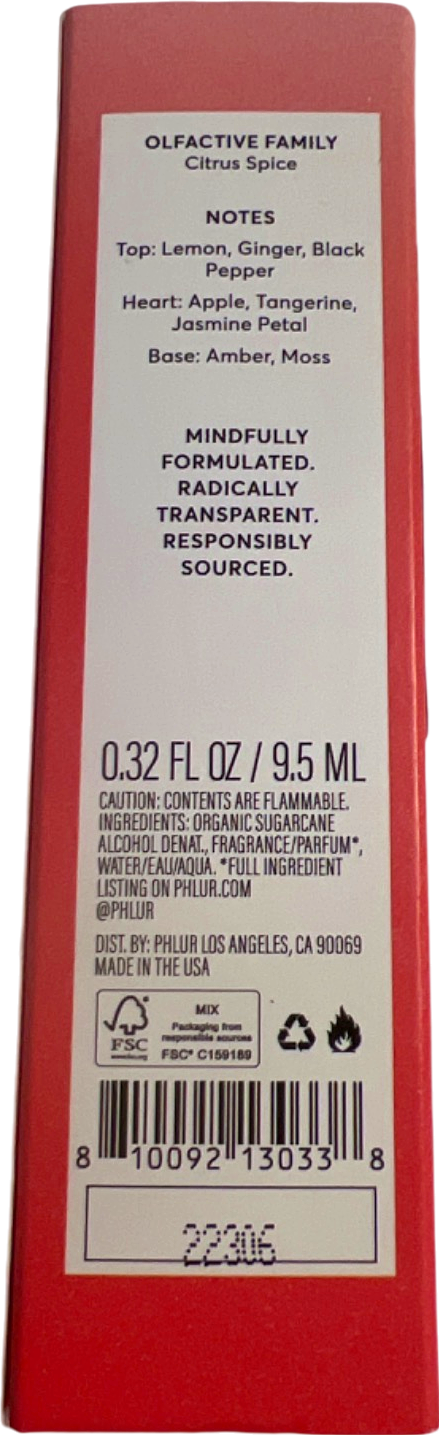 OLFACTIVE FAMILY
Citrus Spice
NOTES
Top: Lemon, Ginger, Black
Pepper
Heart: Apple, Tangerine,
Jasmine Petal
Base: Amber, Moss
MINDFULLY
FORMULATED.
RADICALLY
TRANSPARENT.
RESPONSIBLY
SOURCED.
0.32 FL OZ / 9.5 ML
CAUTION: CONTENTS ARE FLAMMABLE.
INGREDIENTS: ORGANIC SUGARCANE
ALCOHOL DENAT., FRAGRANCE/PARFUM*,
WATER/EAU/AQUA. *FULL INGREDIENT
LISTING ON PHLUR.COM
@PHLUR
DIST. BY: PHLUR LOS ANGELES, CA 90069
MADE IN THE USA
FSC
MIX
Packaging from
responsible sources
FSC® C159189
8 10092 13033 8
22306